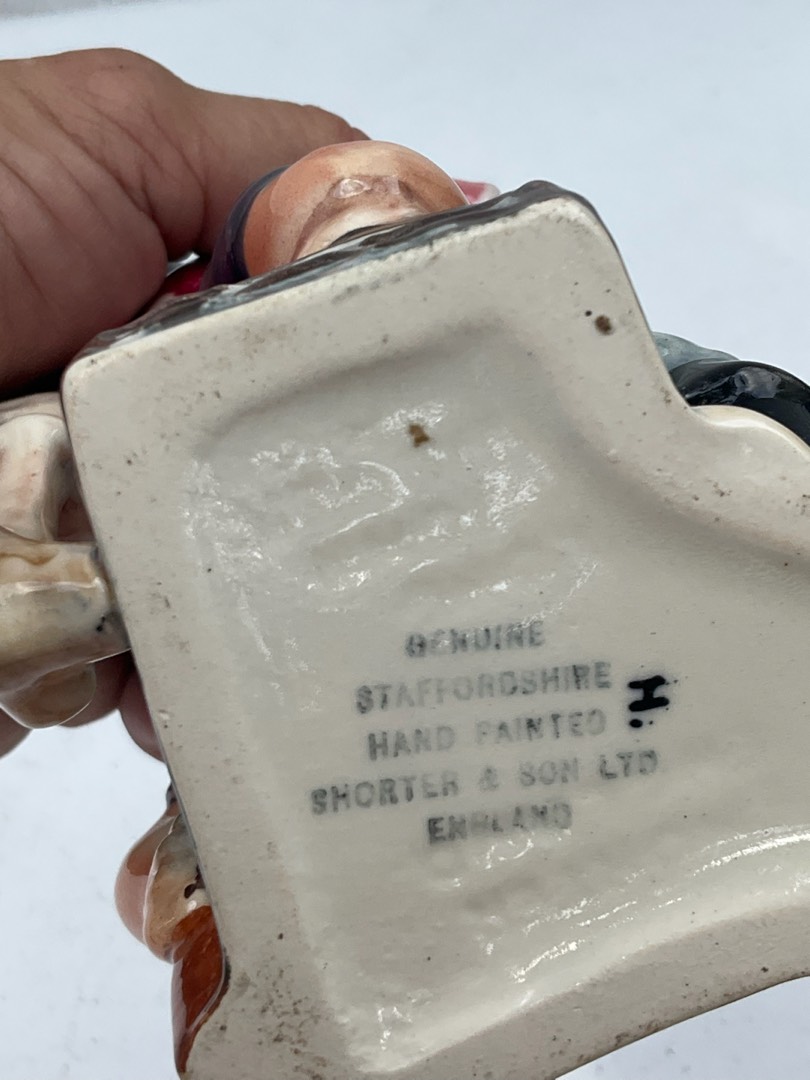 GENUINE
STAFFORDSHIRE
HAND PAINTED
SHORTER & SON LTD
ENGLAND
H